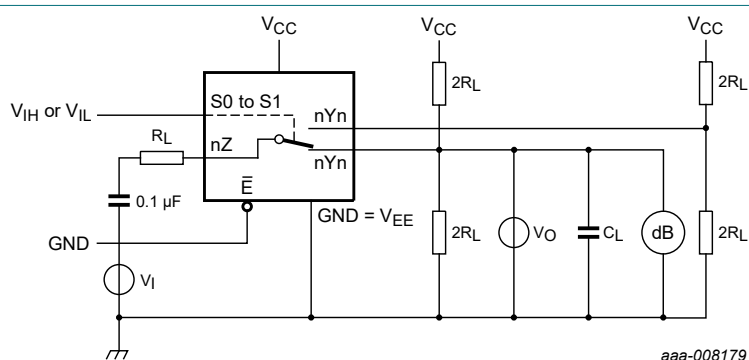 VCC VCC VCC
2RL 2RL
VIH or VIL S0 to S1
nYn
RL nZ
nYn
E̅
0.1 µF
GND = VEE
GND
2RL VO CL dB 2RL
VI
aaa-008179